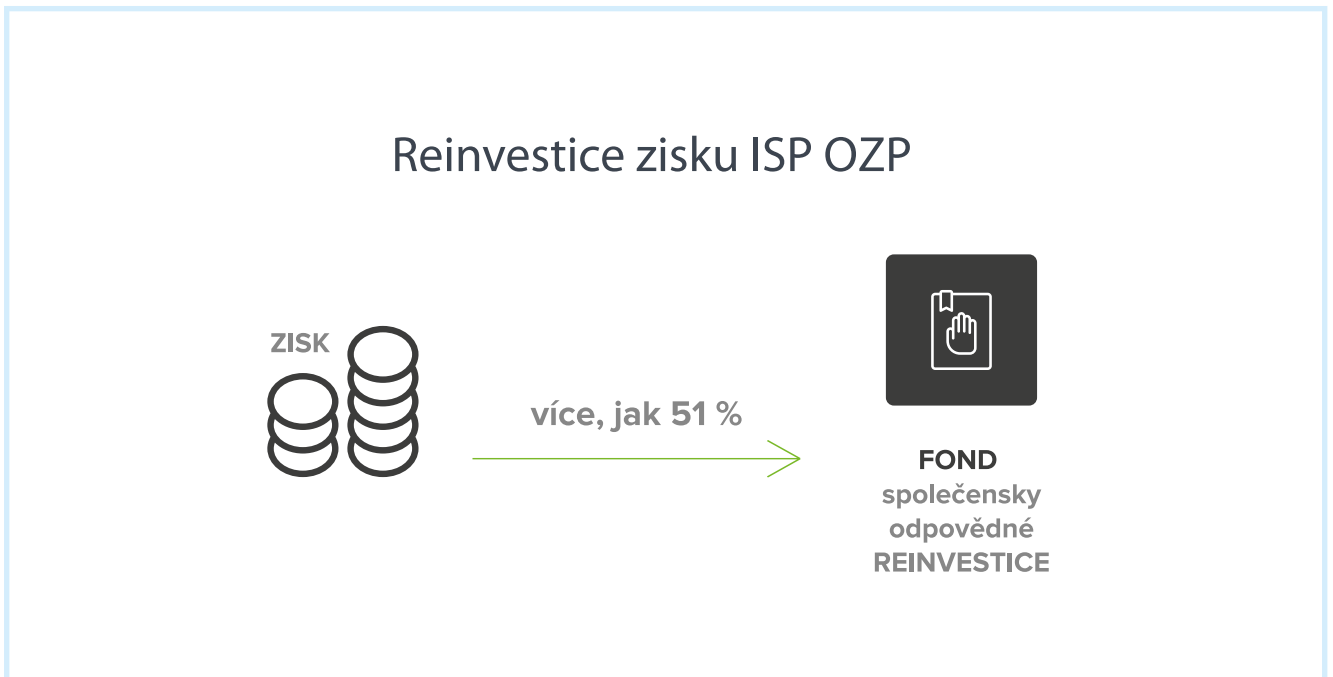 Reinvestice zisku ISP OZP
ZISK
více, jak 51 %
FOND
společensky
odpovědné
REINVESTICE